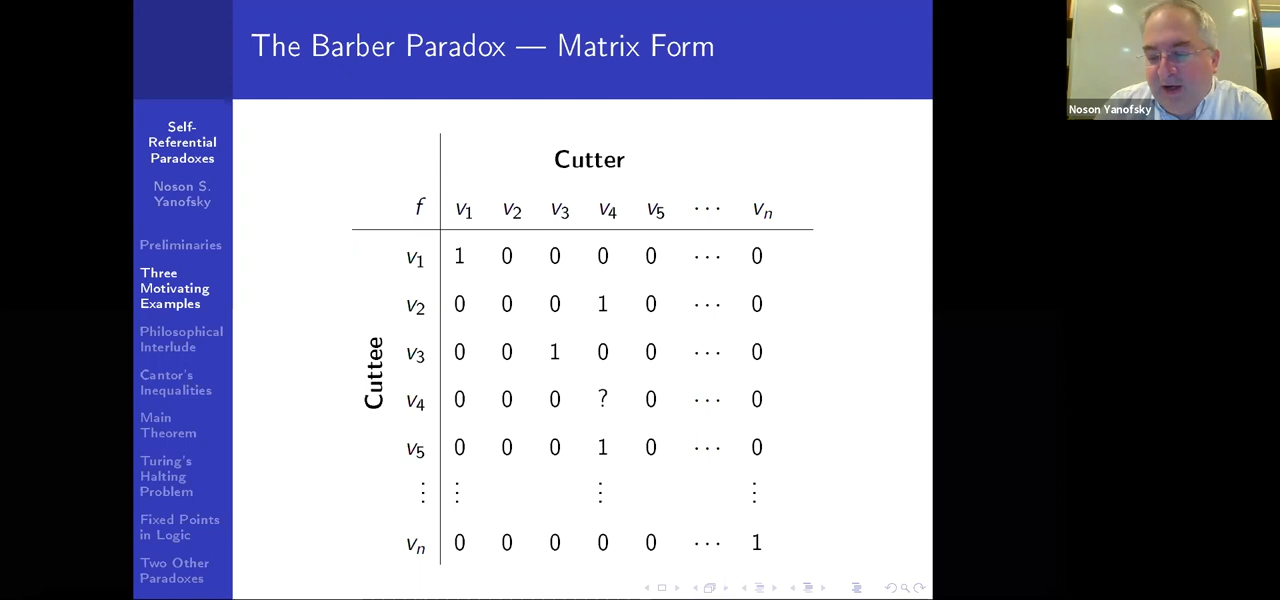 The Barber Paradox — Matrix Form
Self-
Referential
Paradoxes
Noson S.
Yanofsky
Preliminaries
Three
Motivating
Examples
Philosophical
Interlude
Cantor's
Inequalities
Main
Theorem
Turing's
Halting
Problem
Fixed Points
in Logic
Two Other
Paradoxes
Cutter
f v₁ v₂ v₃ v₄ v₅ ⋯ vₙ
Cuttee
v₁ 1 0 0 0 0 ⋯ 0
v₂ 0 0 0 1 0 ⋯ 0
v₃ 0 0 1 0 0 ⋯ 0
v₄ 0 0 0 ? 0 ⋯ 0
v₅ 0 0 0 1 0 ⋯ 0
⋮ ⋮ ⋮ ⋮
vₙ 0 0 0 0 0 ⋯ 1
Noson Yanofsky